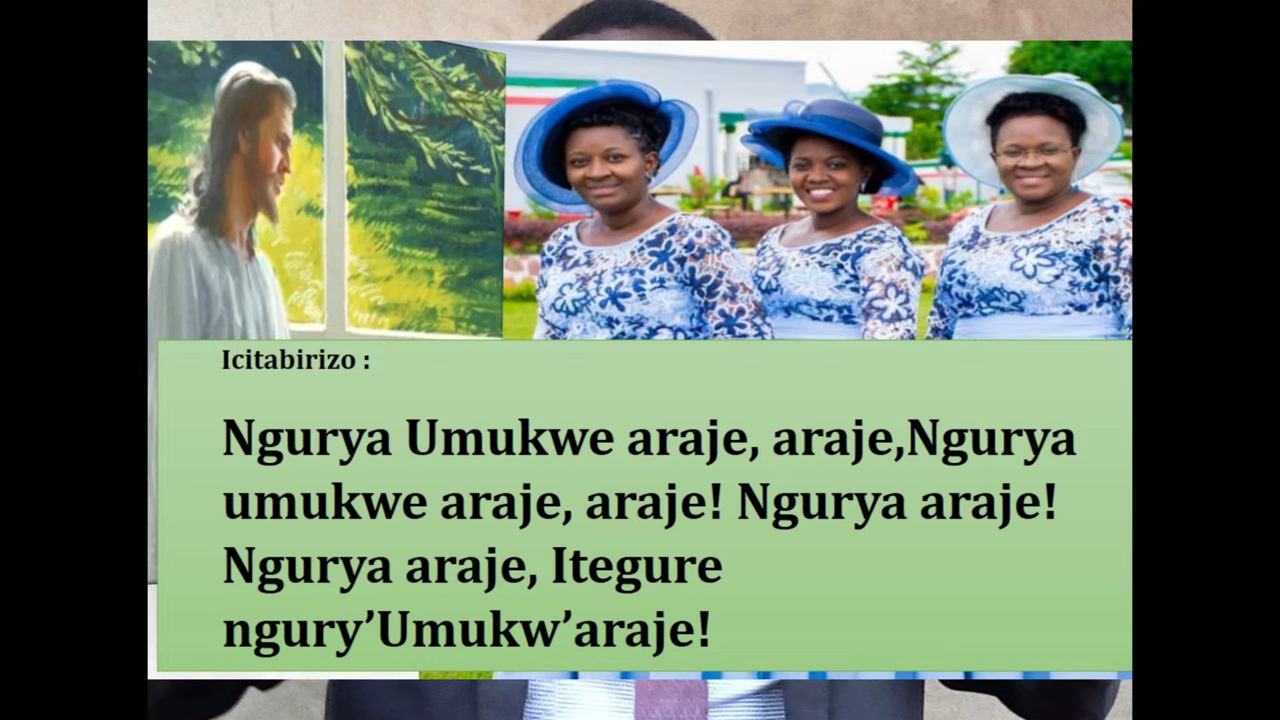 Icitabirizo :
Ngurya Umukwe araje, araje,Ngurya
umukwe araje, araje! Ngurya araje!
Ngurya araje, Itegure
ngury’Umukw’araje!